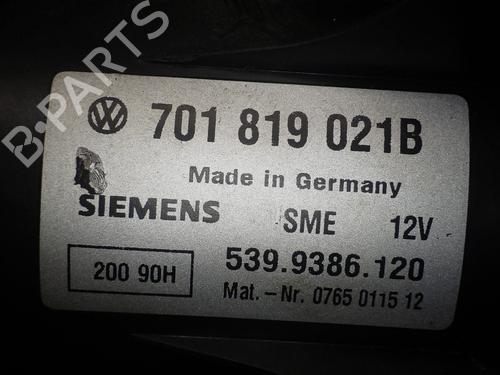 701 819 021B
Made in Germany
SIEMENS SME 12V
200 90H 539.9386.120
Mat. - Nr. 0765 0115 12
B-PARTS